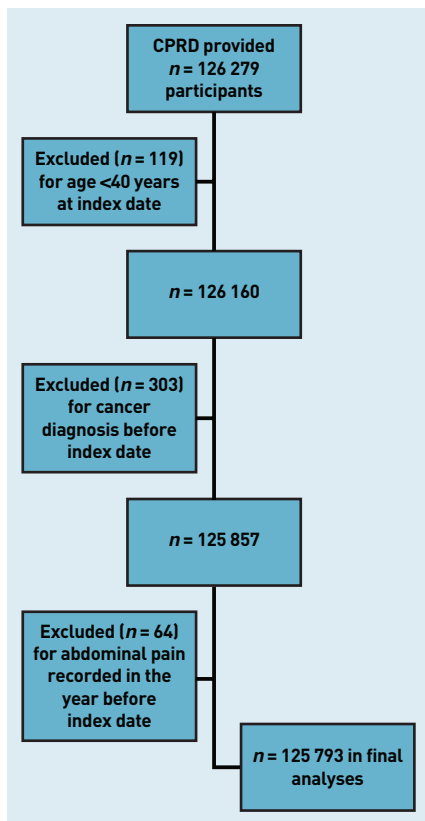 CPRD provided
n = 126 279
participants
Excluded (n = 119)
for age <40 years
at index date
n = 126 160
Excluded (n = 303)
for cancer
diagnosis before
index date
n = 125 857
Excluded (n = 64)
for abdominal pain
recorded in the
year before
index date
n = 125 793 in final
analyses